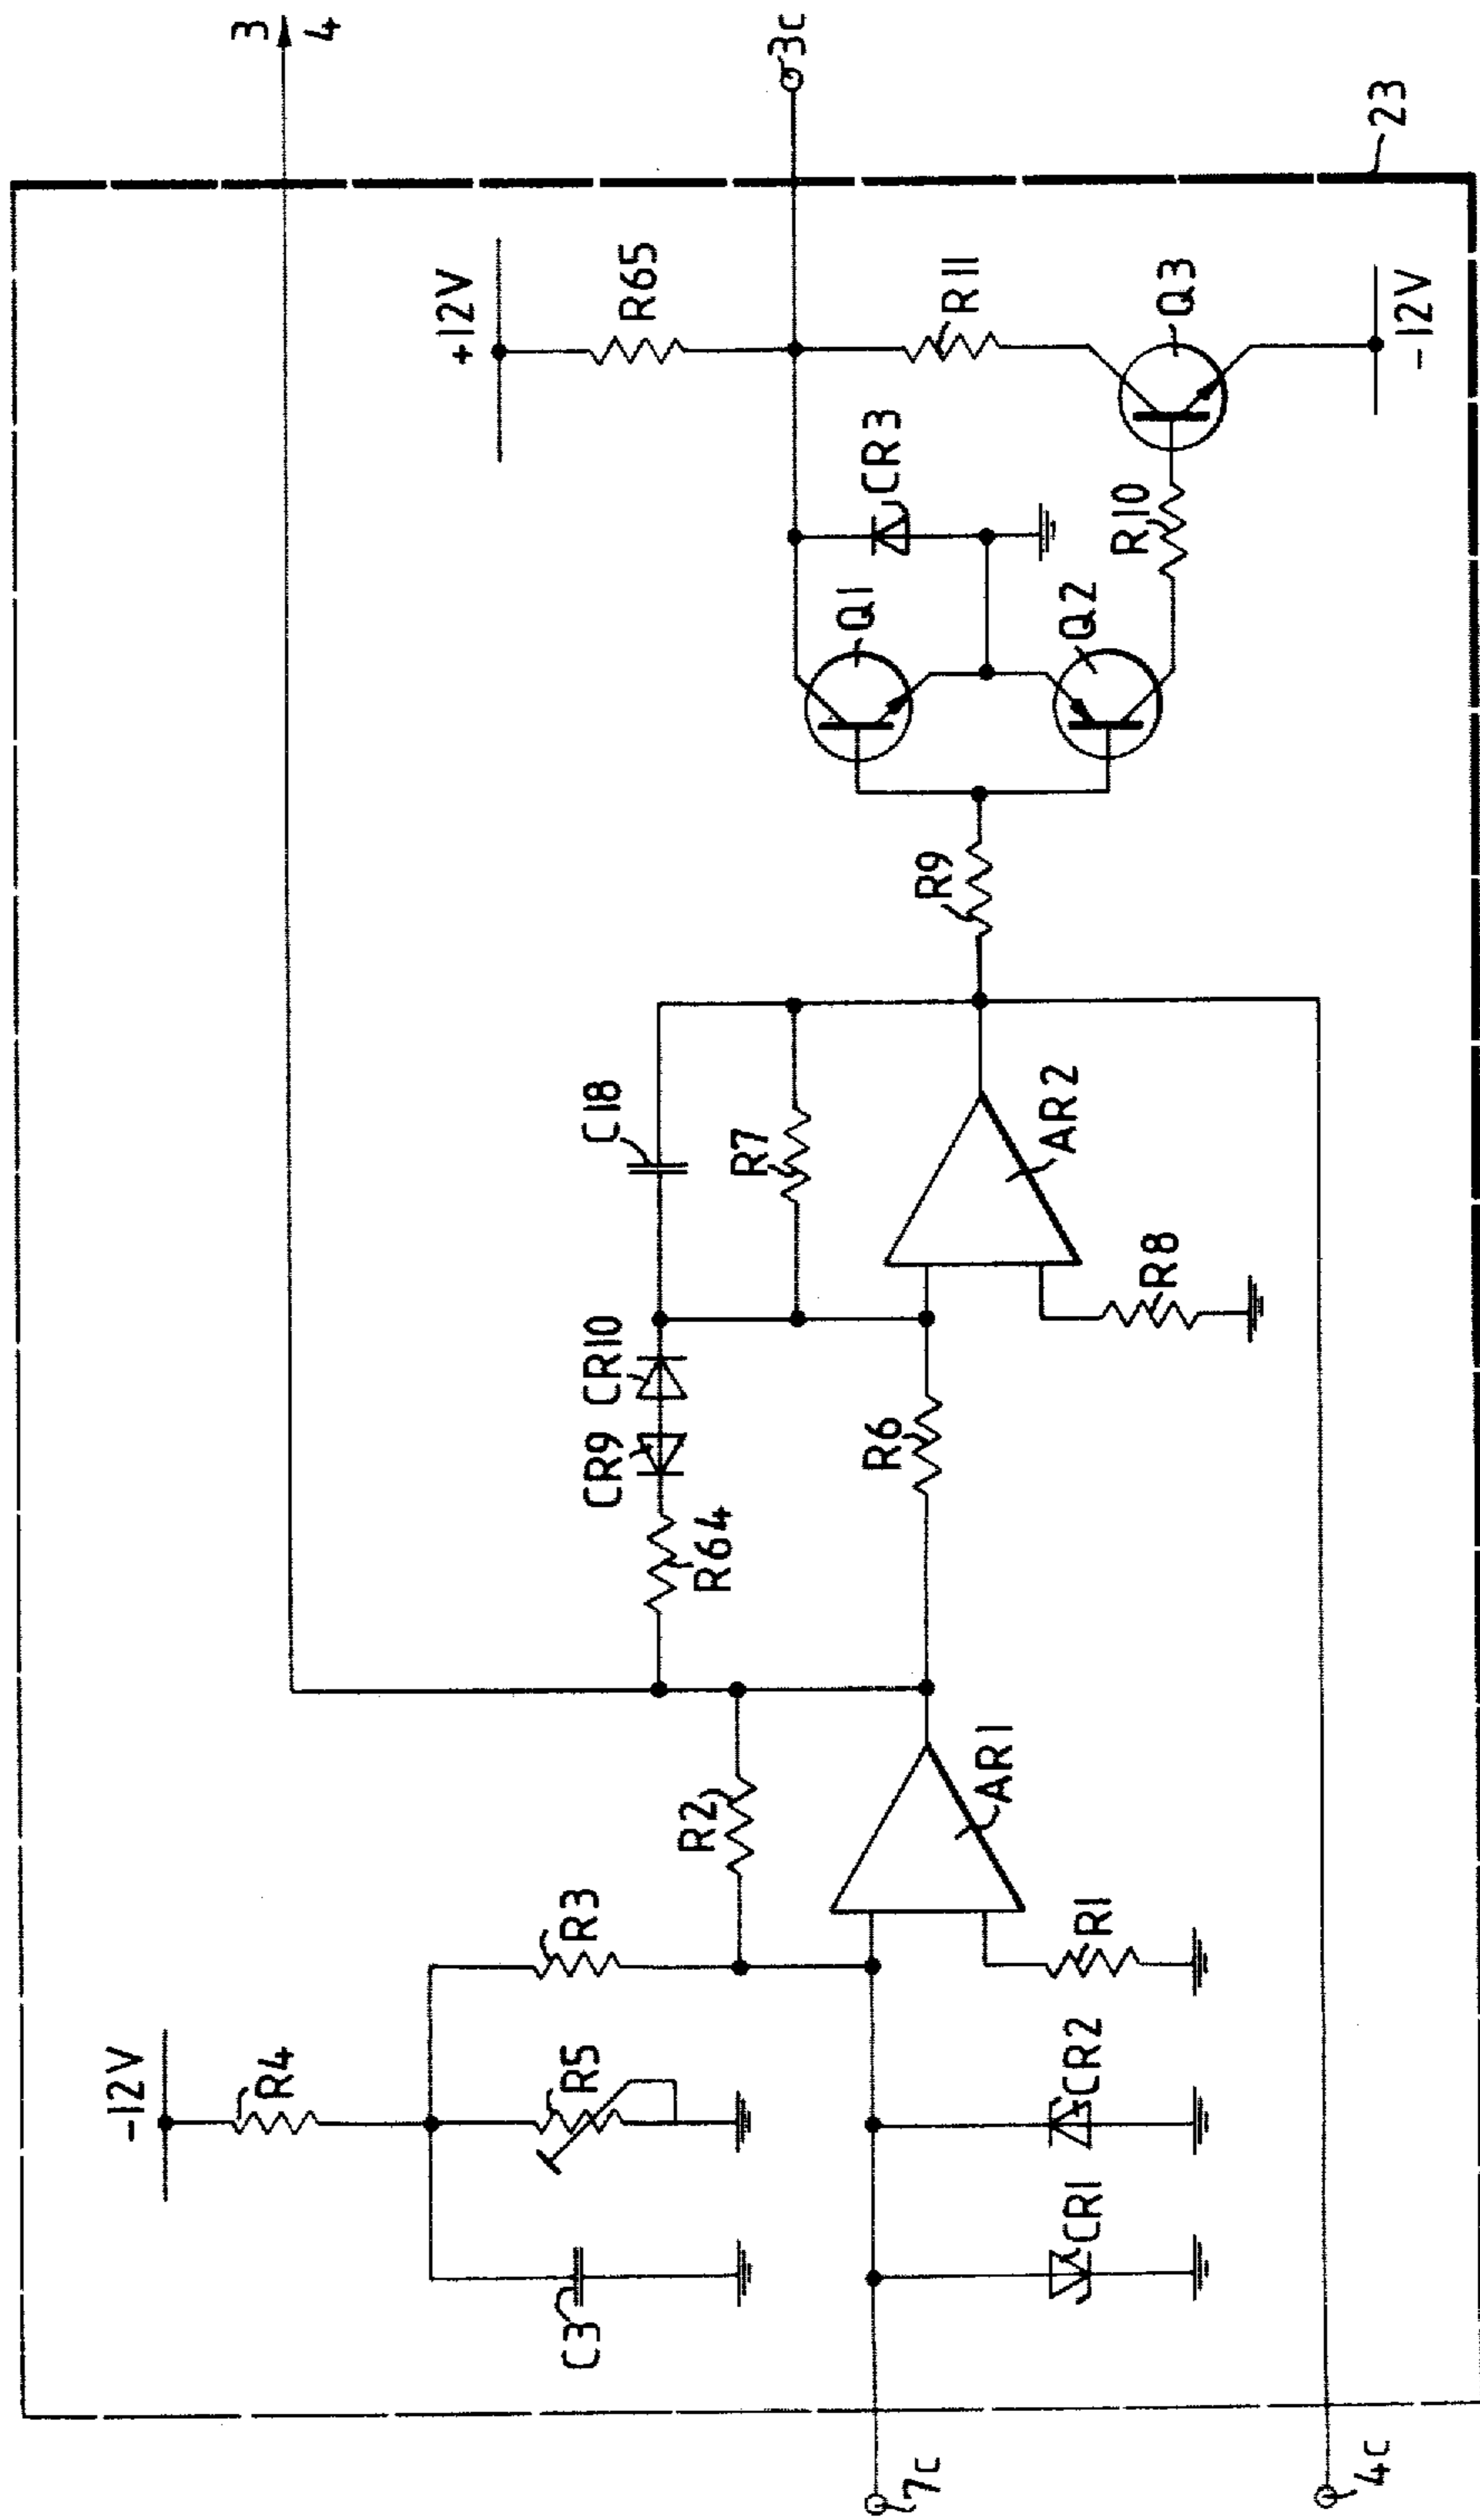 3
4
3C
-12V
R4
C3
R5
R3
R2
CR1
CR2
R1
AR1
7C
4C
R64
CR9
CR10
C18
R6
R7
R8
AR2
R9
Q1
Q2
CR3
R10
+12V
R65
R11
Q3
-12V
23